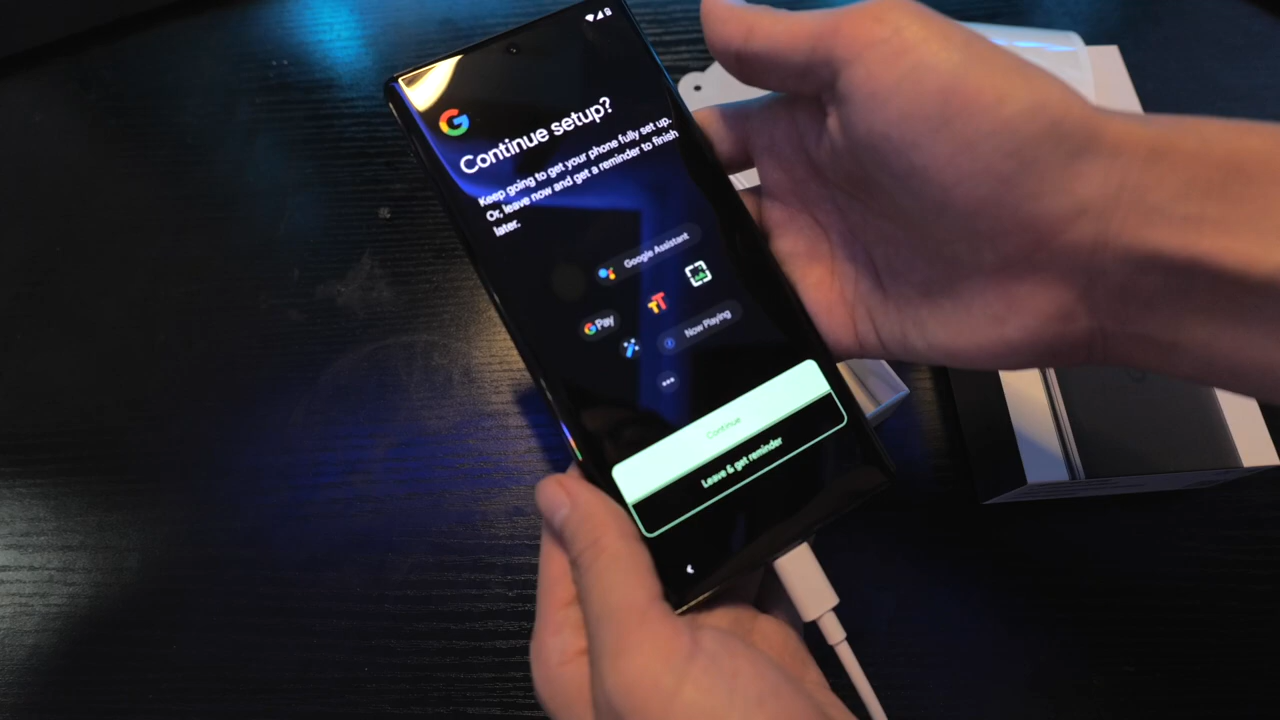 G
Continue setup?
Keep going to get your phone fully set up.
Or, leave now and get a reminder to finish
later.
Google Assistant
G Pay
Now Playing
Continue
Leave & get reminder